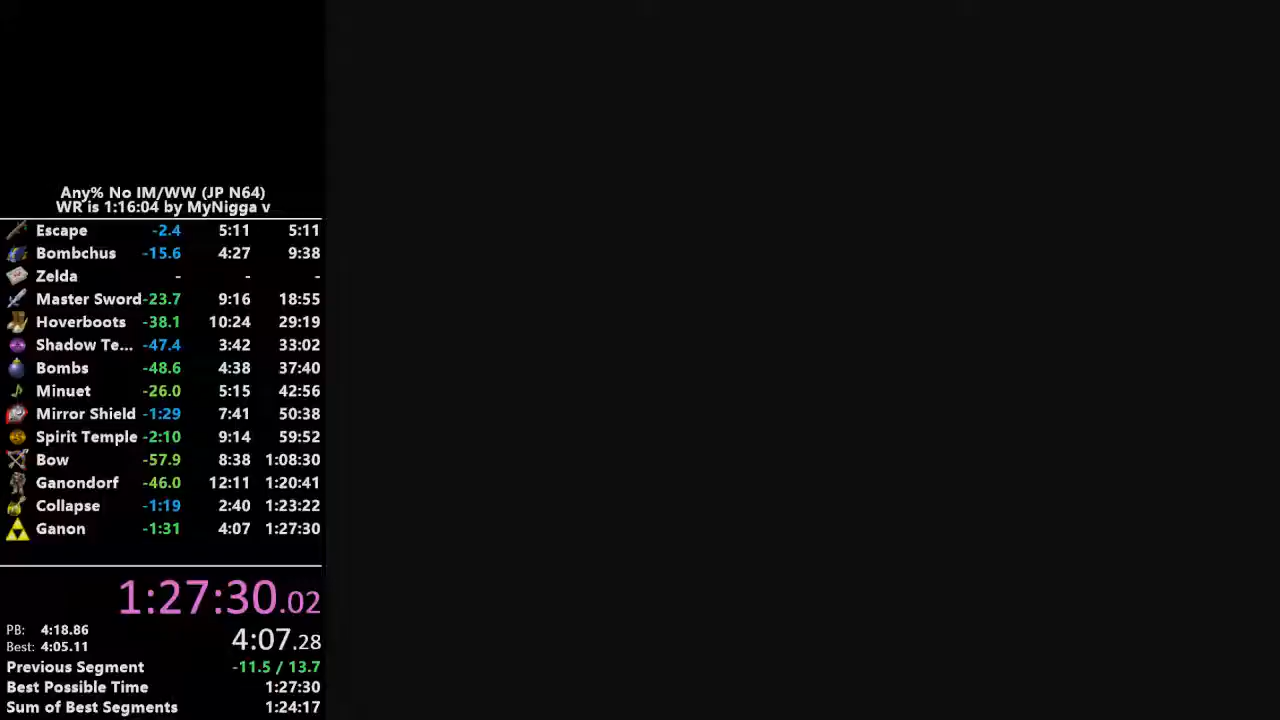 Any% No IM/WW (JP N64)
WR is 1:16:04 by MyNigga v
Escape -2.4 5:11 5:11
Bombchus -15.6 4:27 9:38
Zelda - - -
Master Sword -23.7 9:16 18:55
Hoverboots -38.1 10:24 29:19
Shadow Te... -47.4 3:42 33:02
Bombs -48.6 4:38 37:40
Minuet -26.0 5:15 42:56
Mirror Shield -1:29 7:41 50:38
Spirit Temple -2:10 9:14 59:52
Bow -57.9 8:38 1:08:30
Ganondorf -46.0 12:11 1:20:41
Collapse -1:19 2:40 1:23:22
Ganon -1:31 4:07 1:27:30
1:27:30.02
PB: 4:18.86
Best: 4:05.11
4:07.28
Previous Segment -11.5 / 13.7
Best Possible Time 1:27:30
Sum of Best Segments 1:24:17